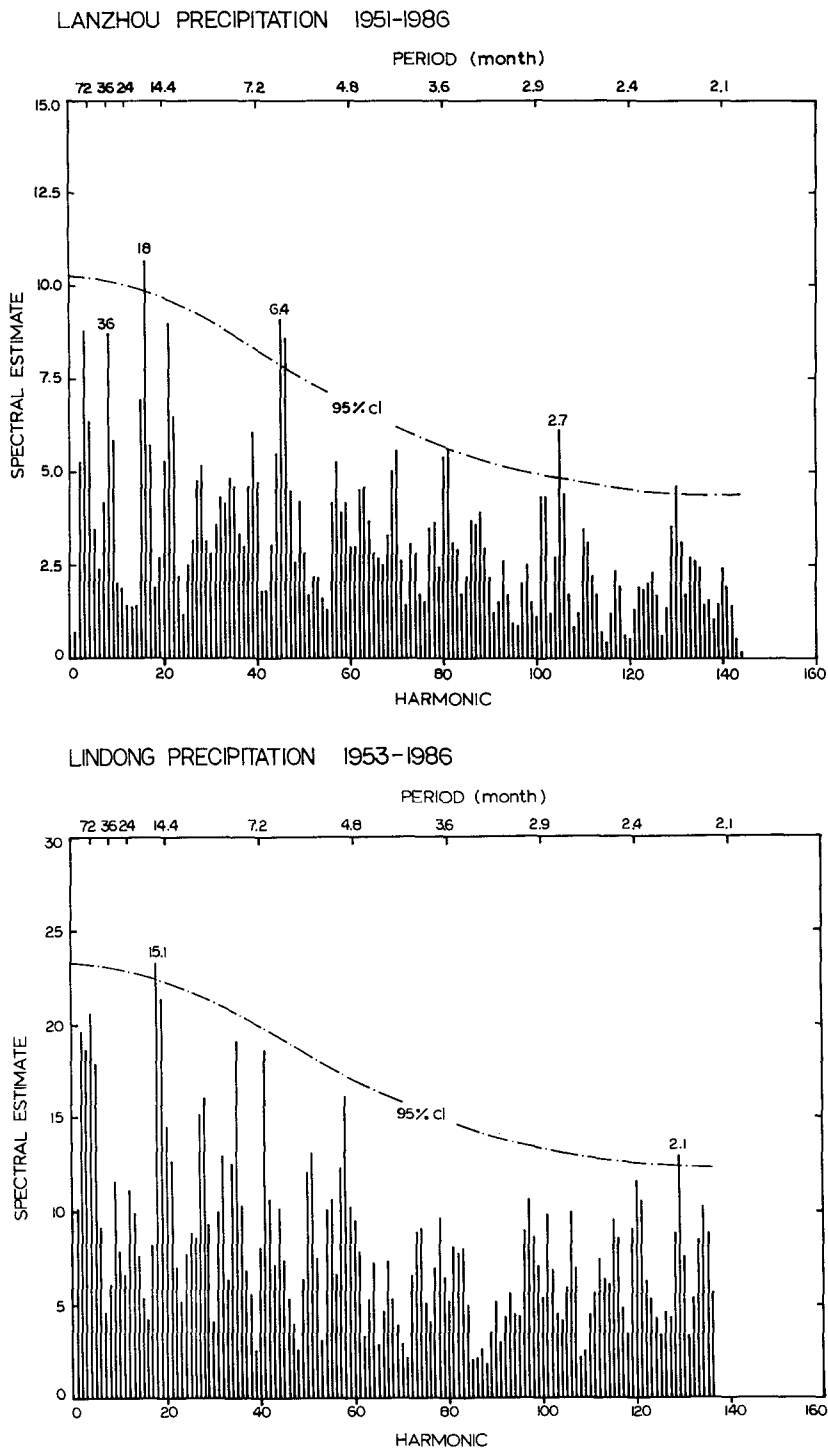 LANZHOU PRECIPITATION 1951-1986
PERIOD (month)
72 36 24 14.4 7.2 4.8 3.6 2.9 2.4 2.1
15.0
12.5
10.0
7.5
5.0
2.5
0
SPECTRAL ESTIMATE
18
36
6.4
95% cl
2.7
0 20 40 60 80 100 120 140 160
HARMONIC
LINDONG PRECIPITATION 1953-1986
PERIOD (month)
72 36 24 14.4 7.2 4.8 3.6 2.9 2.4 2.1
30
25
20
15
10
5
0
SPECTRAL ESTIMATE
15.1
95% cl
2.1
0 20 40 60 80 100 120 140 160
HARMONIC